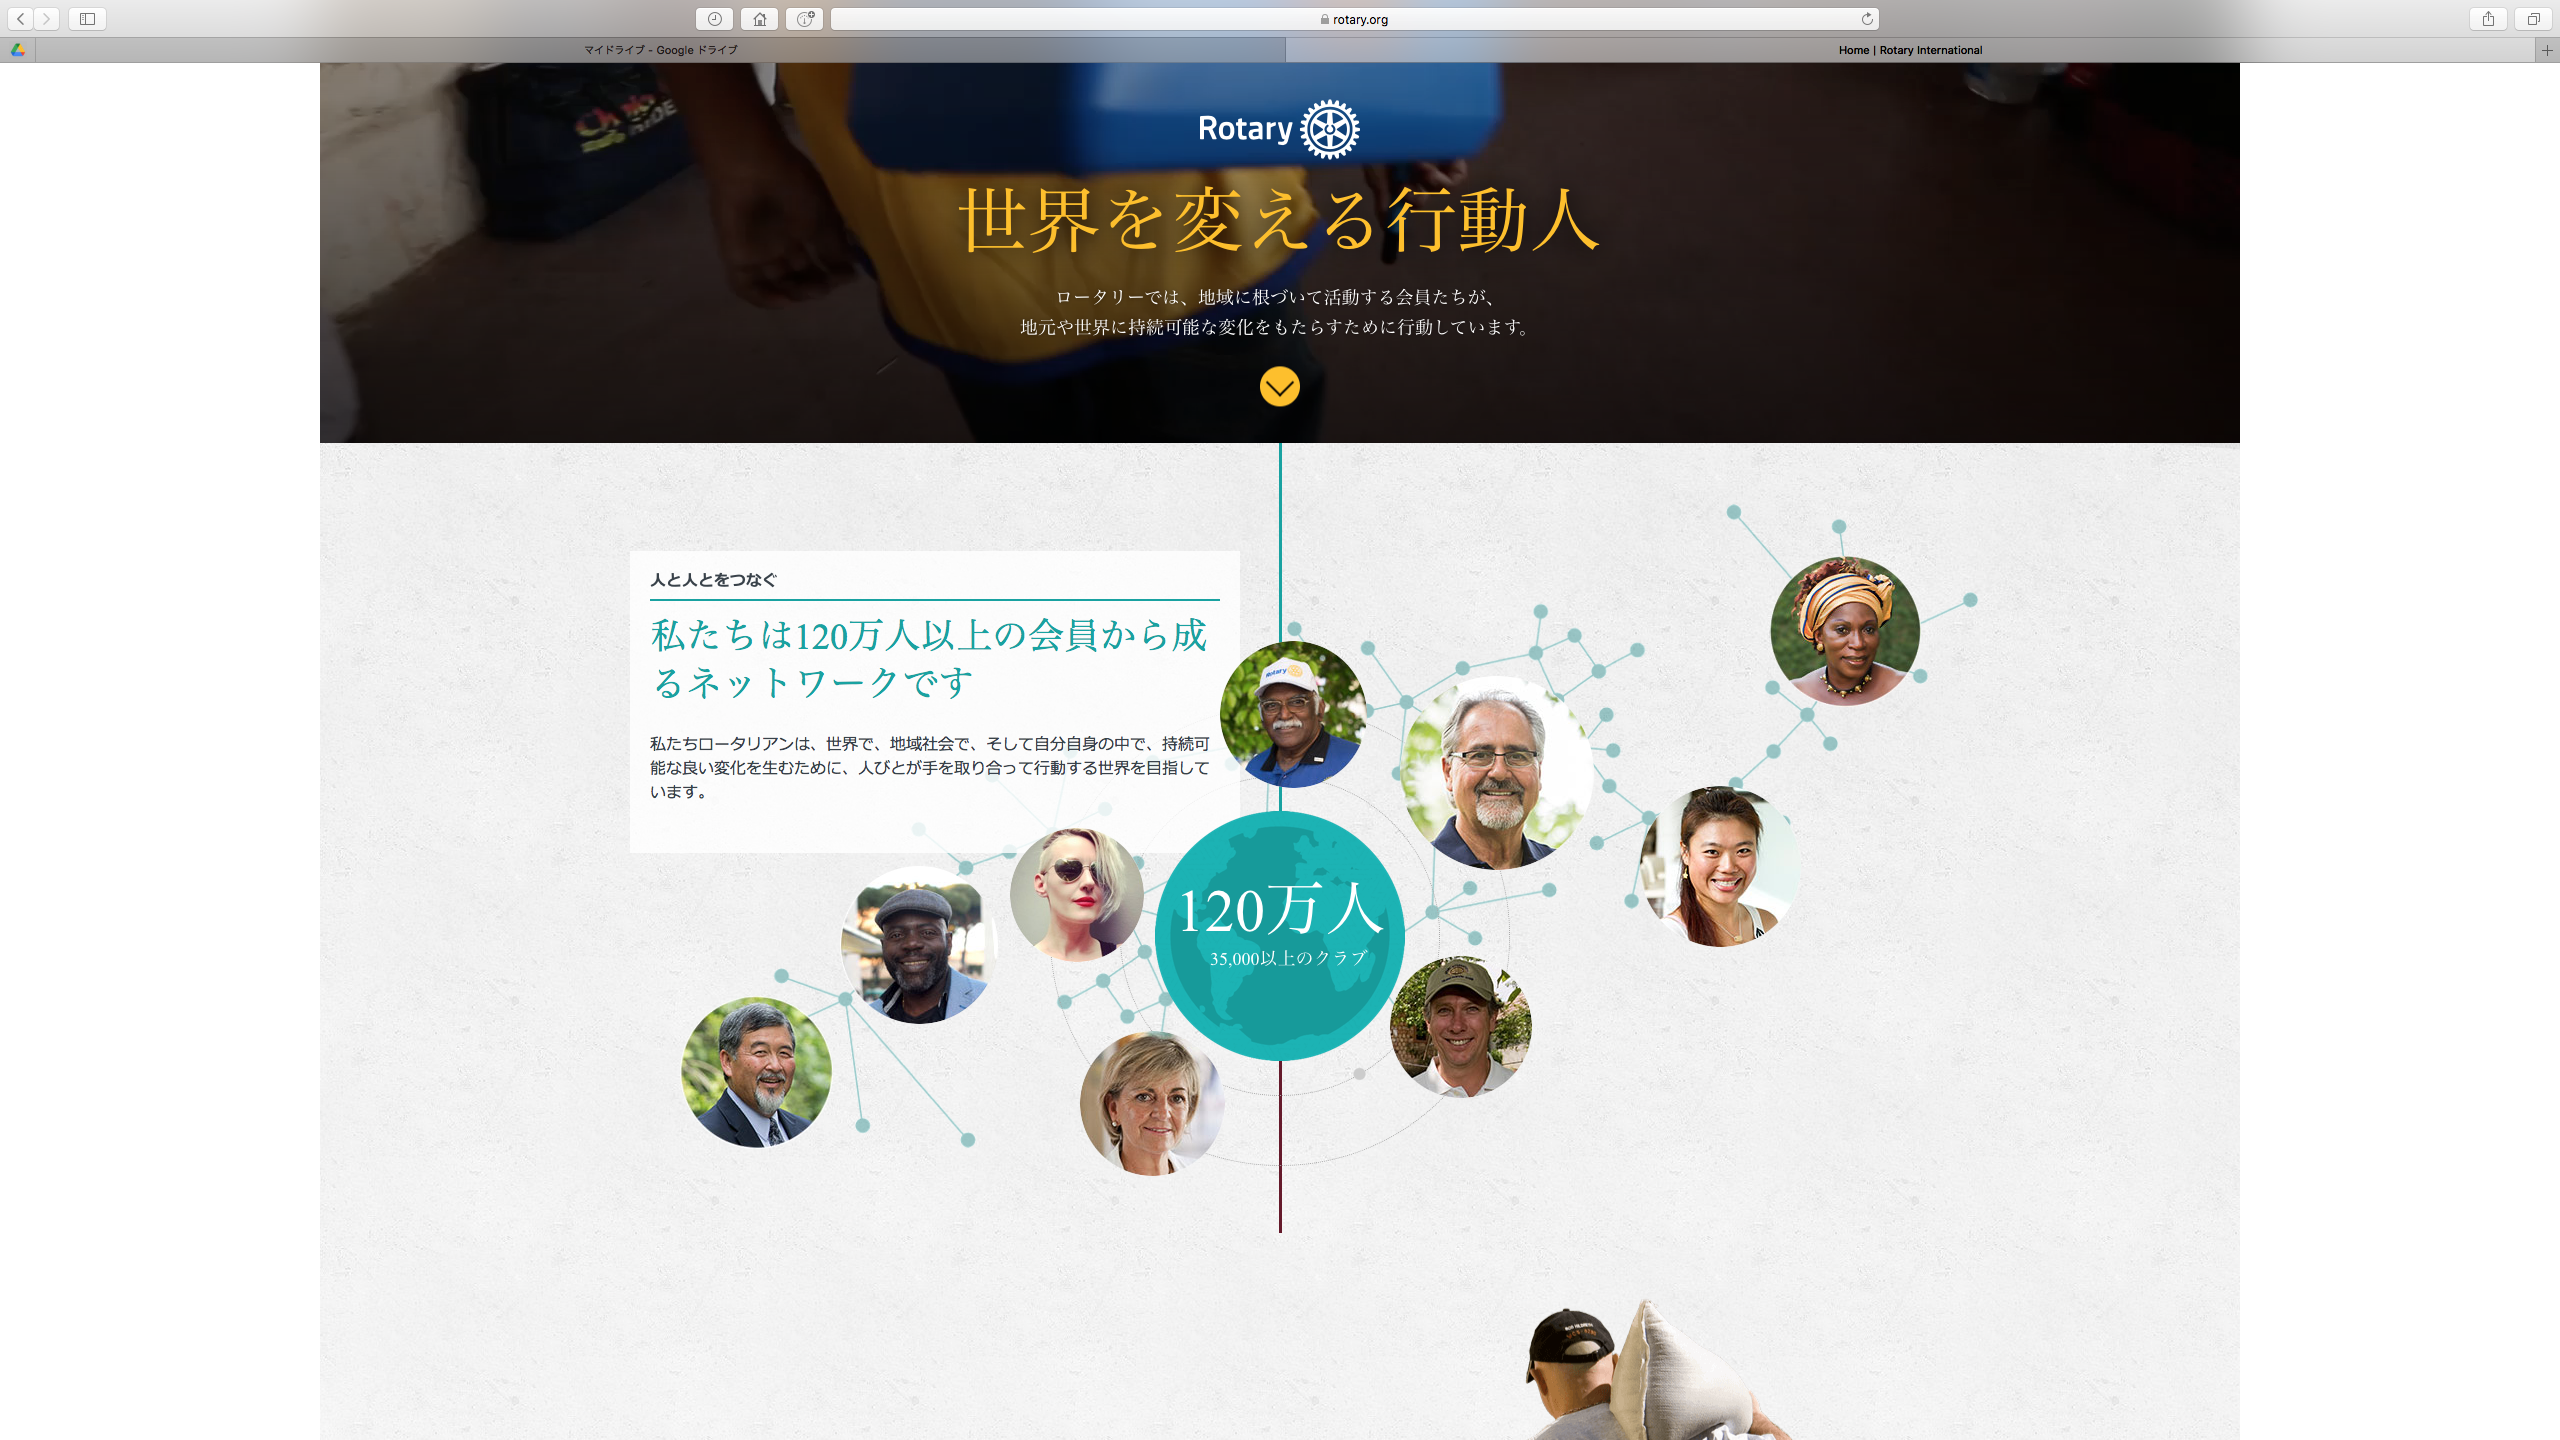 rotary.org
マイドライブ - Google ドライブ
Home | Rotary International
Rotary
世界を変える行動人
ロータリーでは、地域に根づいて活動する会員たちが、
地元や世界に持続可能な変化をもたらすために行動しています。
人と人とをつなぐ
私たちは120万人以上の会員から成
るネットワークです
私たちロータリアンは、世界で、地域社会で、そして自分自身の中で、持続可
能な良い変化を生むために、人びとが手を取り合って行動する世界を目指して
います。
Rotary
120万人
35,000以上のクラブ